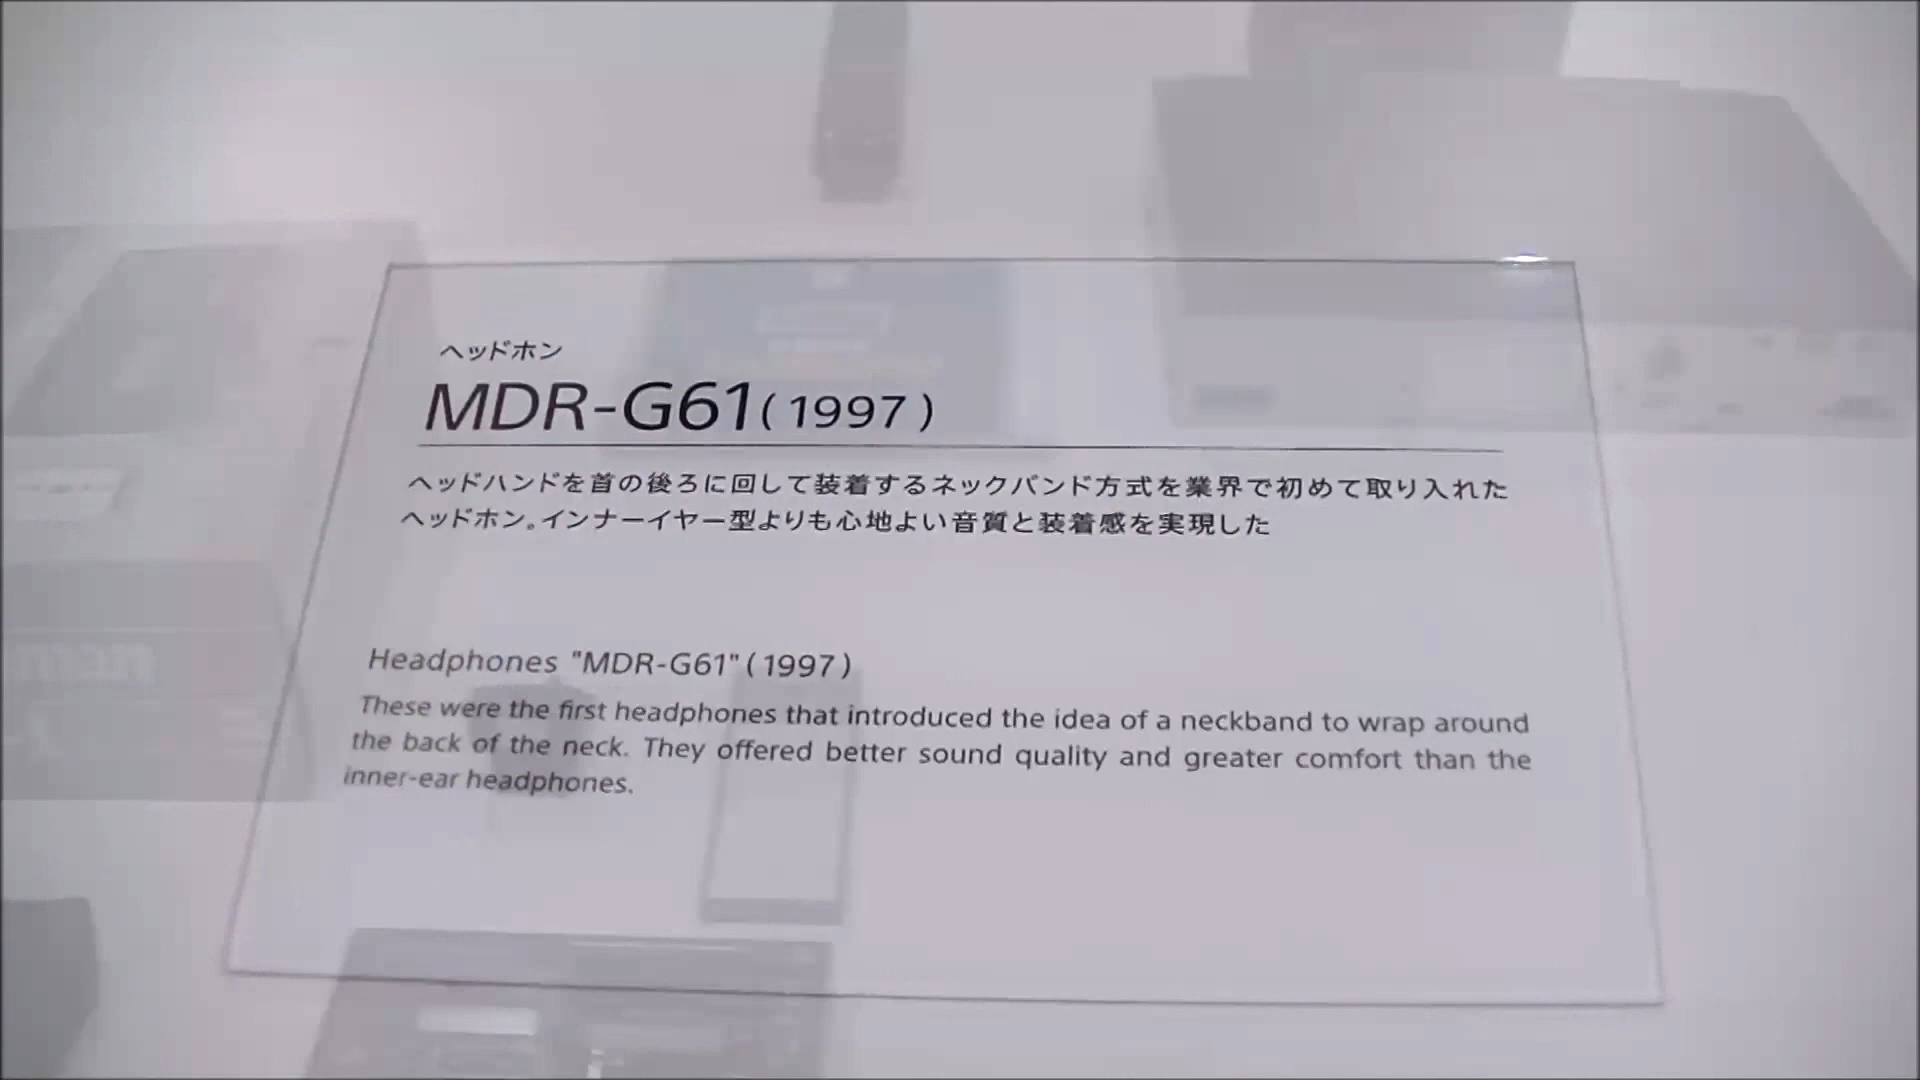 ヘッドホン
MDR-G61(1997)
ヘッドハンドを首の後ろに回して装着するネックバンド方式を業界で初めて取り入れた
ヘッドホン。インナーイヤー型よりも心地よい音質と装着感を実現した
Headphones "MDR-G61"(1997)
These were the first headphones that introduced the idea of a neckband to wrap around
the back of the neck. They offered better sound quality and greater comfort than the
inner-ear headphones.